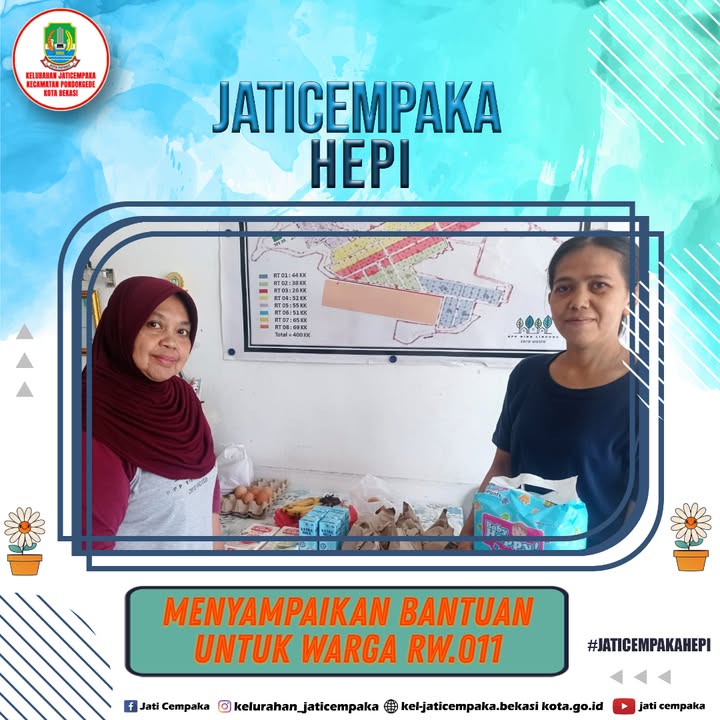 KELURAHAN JATICEMPAKA
KECAMATAN PONDOKGEDE
KOTA BEKASI
JATICEMPAKA
HEPI
RT 01 : 44 KK
RT 02 : 38 KK
RT 03 : 26 KK
RT 04 : 52 KK
RT 05 : 55 KK
RT 06 : 51 KK
RT 07 : 65 KK
RT 08 : 69 KK
Total = 400 KK
MENYAMPAIKAN BANTUAN
UNTUK WARGA RW.011
#JATICEMPAKAHEPI
Jati Cempaka kelurahan_jaticempaka kel-jaticempaka.bekasi kota.go.id jati cempaka